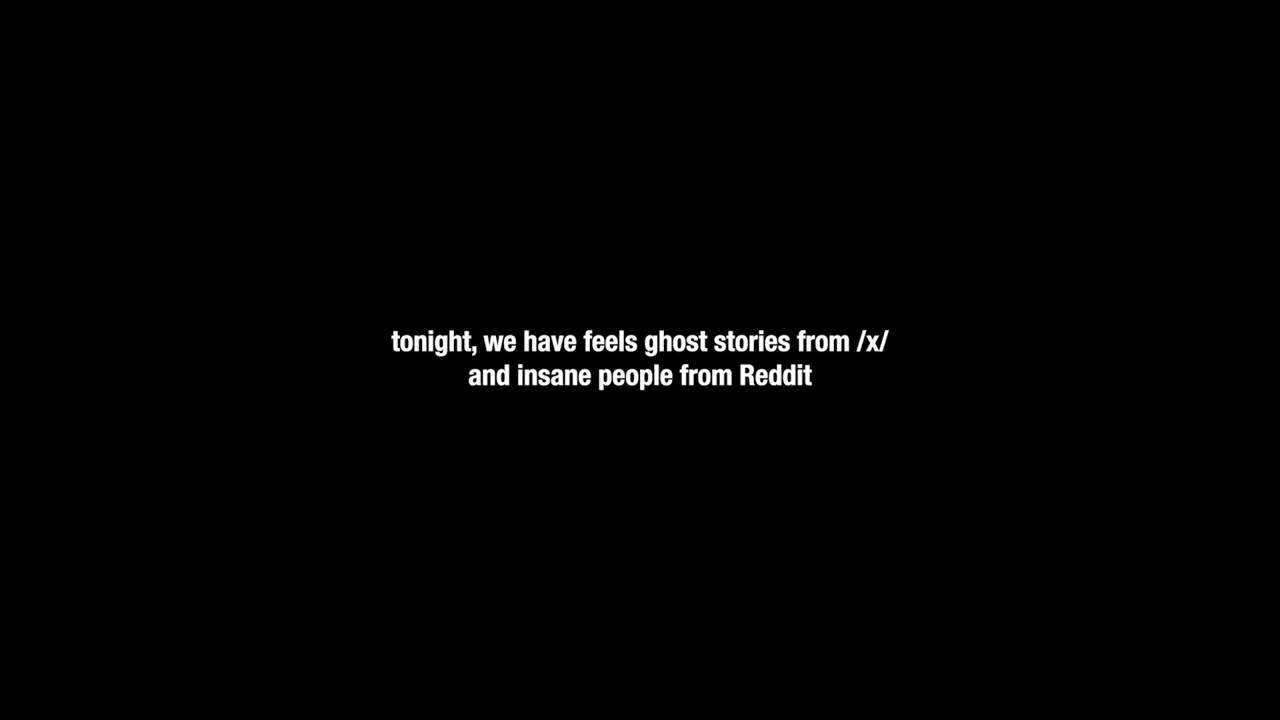 tonight, we have feels ghost stories from /x/
and insane people from Reddit